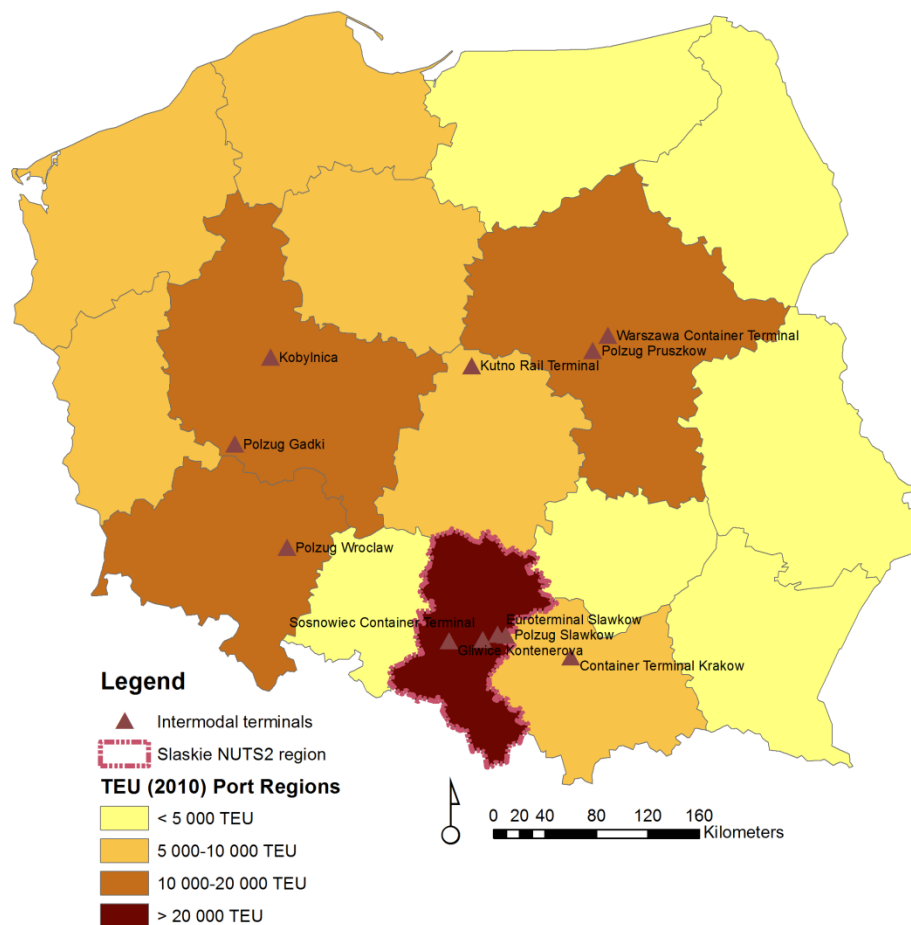 Warszawa Container Terminal
Polzug Pruszkow
Kobylnica
Kutno Rail Terminal
Polzug Gadki
Polzug Wroclaw
Euroterminal Slawkow
Sosnowiec Container Terminal
Polzug Slawkow
Gliwice Kontenerova
Container Terminal Krakow
Legend
Intermodal terminals
Slaskie NUTS2 region
TEU (2010) Port Regions
< 5 000 TEU
5 000-10 000 TEU
10 000-20 000 TEU
> 20 000 TEU
0 20 40 80 120 160
Kilometers